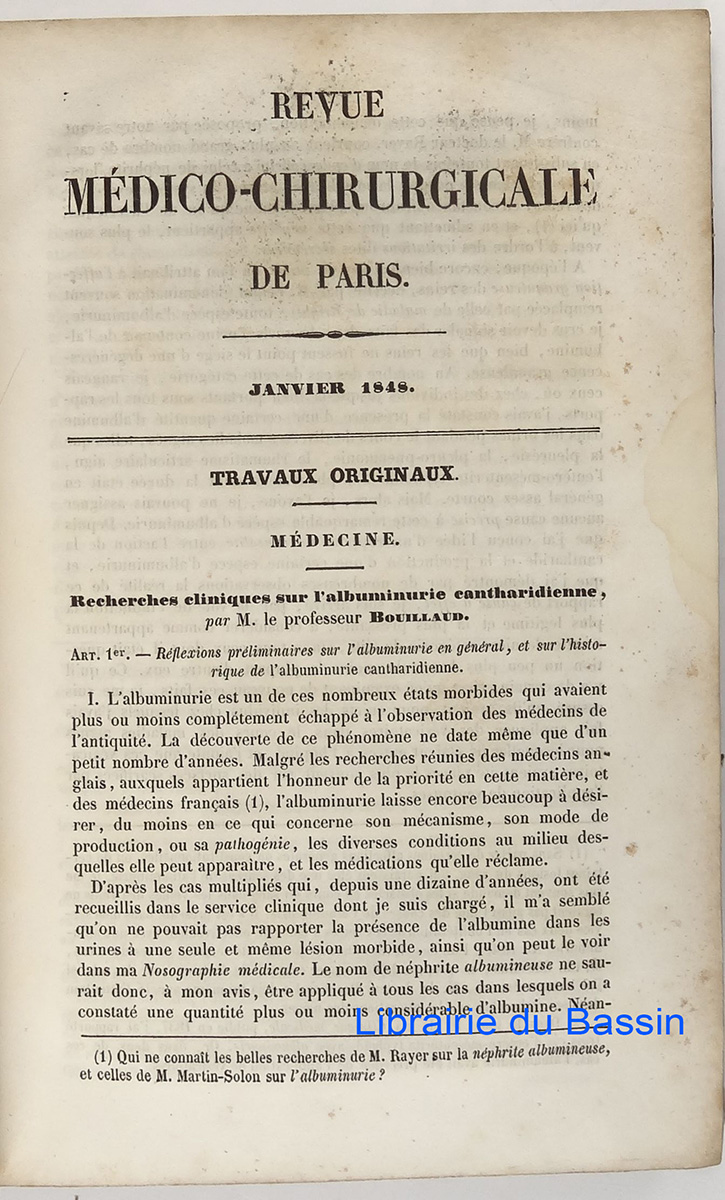 REVUE
MÉDICO-CHIRURGICALE
DE PARIS.
JANVIER 1848.
TRAVAUX ORIGINAUX.
MÉDECINE.
Recherches cliniques sur l'albuminurie cantharidienne,
par M. le professeur BOUILLAUD.
ART. 1er. — Réflexions préliminaires sur l'albuminurie en général, et sur l'histo-
rique de l'albuminurie cantharidienne.
I. L'albuminurie est un de ces nombreux états morbides qui avaient
plus ou moins complétement échappé à l'observation des médecins de
l'antiquité. La découverte de ce phénomène ne date même que d'un
petit nombre d'années. Malgré les recherches réunies des médecins an-
glais, auxquels appartient l'honneur de la priorité en cette matière, et
des médecins français (1), l'albuminurie laisse encore beaucoup à dési-
rer, du moins en ce qui concerne son mécanisme, son mode de
production, ou sa pathogénie, les diverses conditions au milieu des-
quelles elle peut apparaître, et les médications qu'elle réclame.
D'après les cas multipliés qui, depuis une dizaine d'années, ont été
recueillis dans le service clinique dont je suis chargé, il m'a semblé
qu'on ne pouvait pas rapporter la présence de l'albumine dans les
urines à une seule et même lésion morbide, ainsi qu'on peut le voir
dans ma Nosographie médicale. Le nom de néphrite albumineuse ne sau-
rait donc, à mon avis, être appliqué à tous les cas dans lesquels on a
constaté une quantité plus ou moins considérable d'albumine. Néan-
Librairie du Bassin
(1) Qui ne connaît les belles recherches de M. Rayer sur la néphrite albumineuse,
et celles de M. Martin-Solon sur l'albuminurie ?